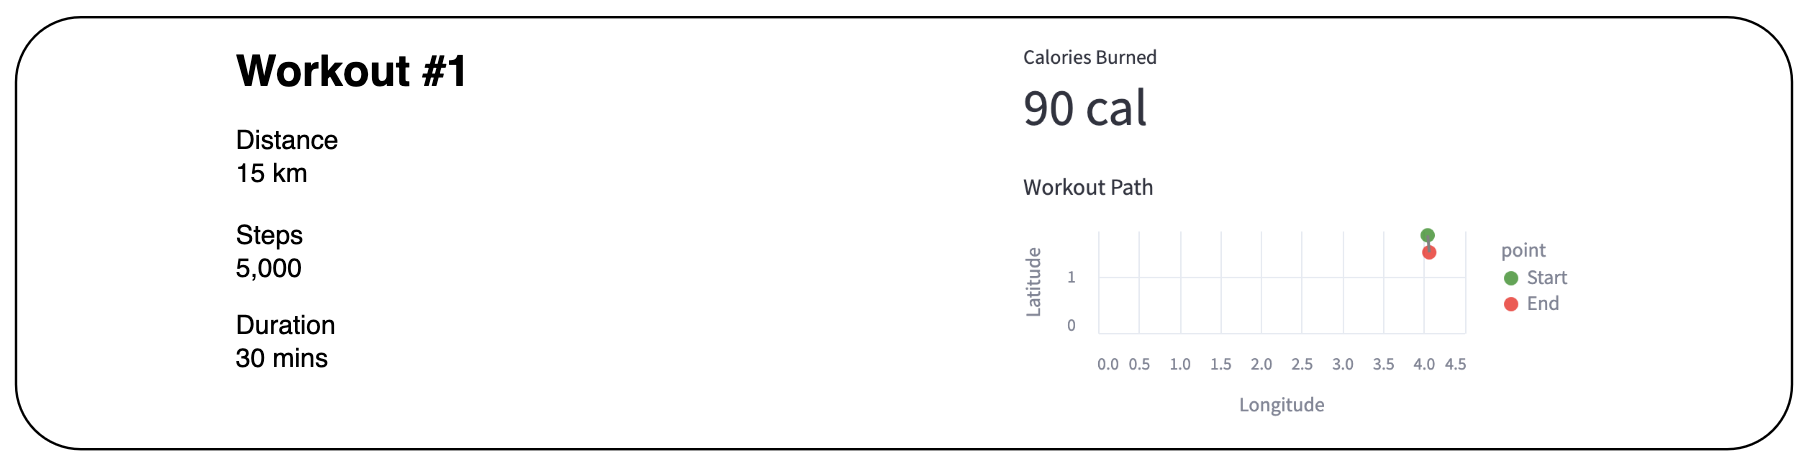 Workout #1
Distance
15 km
Steps
5,000
Duration
30 mins
Calories Burned
90 cal
Workout Path
Latitude
1
0
0.0 0.5 1.0 1.5 2.0 2.5 3.0 3.5 4.0 4.5
Longitude
point
Start
End